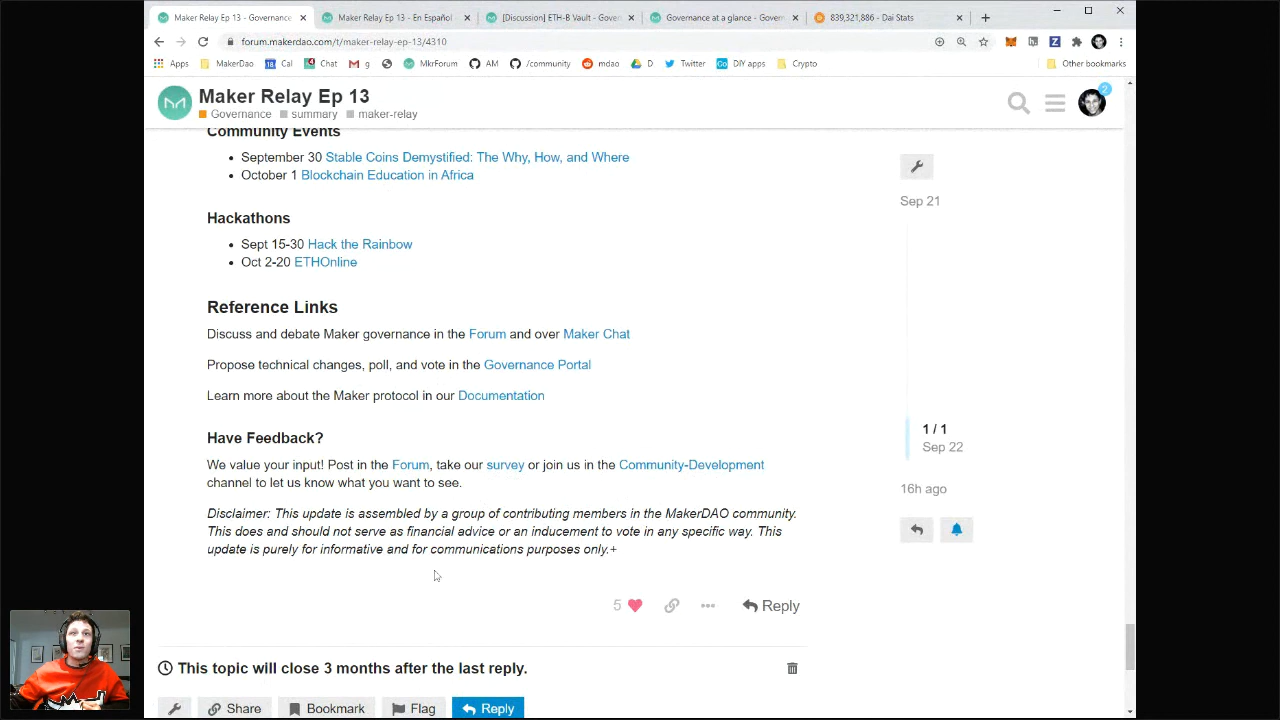 Maker Relay Ep 13 - Governance
Maker Relay Ep 13 - En Español
[Discussion] ETH-B Vault - Gover
Governance at a glance - Govern
839,321,886 - Dai Stats
forum.makerdao.com/t/maker-relay-ep-13/4310
Apps MakerDao Cal Chat g MkrForum AM /community mdao D Twitter DIY apps Crypto Other bookmarks
Maker Relay Ep 13
2
Governance summary maker-relay
Community Events
September 30 Stable Coins Demystified: The Why, How, and Where
October 1 Blockchain Education in Africa
Sep 21
Hackathons
Sept 15-30 Hack the Rainbow
Oct 2-20 ETHOnline
Reference Links
Discuss and debate Maker governance in the Forum and over Maker Chat
Propose technical changes, poll, and vote in the Governance Portal
Learn more about the Maker protocol in our Documentation
1 / 1
Sep 22
Have Feedback?
We value your input! Post in the Forum, take our survey or join us in the Community-Development
channel to let us know what you want to see.
16h ago
Disclaimer: This update is assembled by a group of contributing members in the MakerDAO community.
This does and should not serve as financial advice or an inducement to vote in any specific way. This
update is purely for informative and for communications purposes only.+
5 Reply
This topic will close 3 months after the last reply.
Share Bookmark Flag Reply